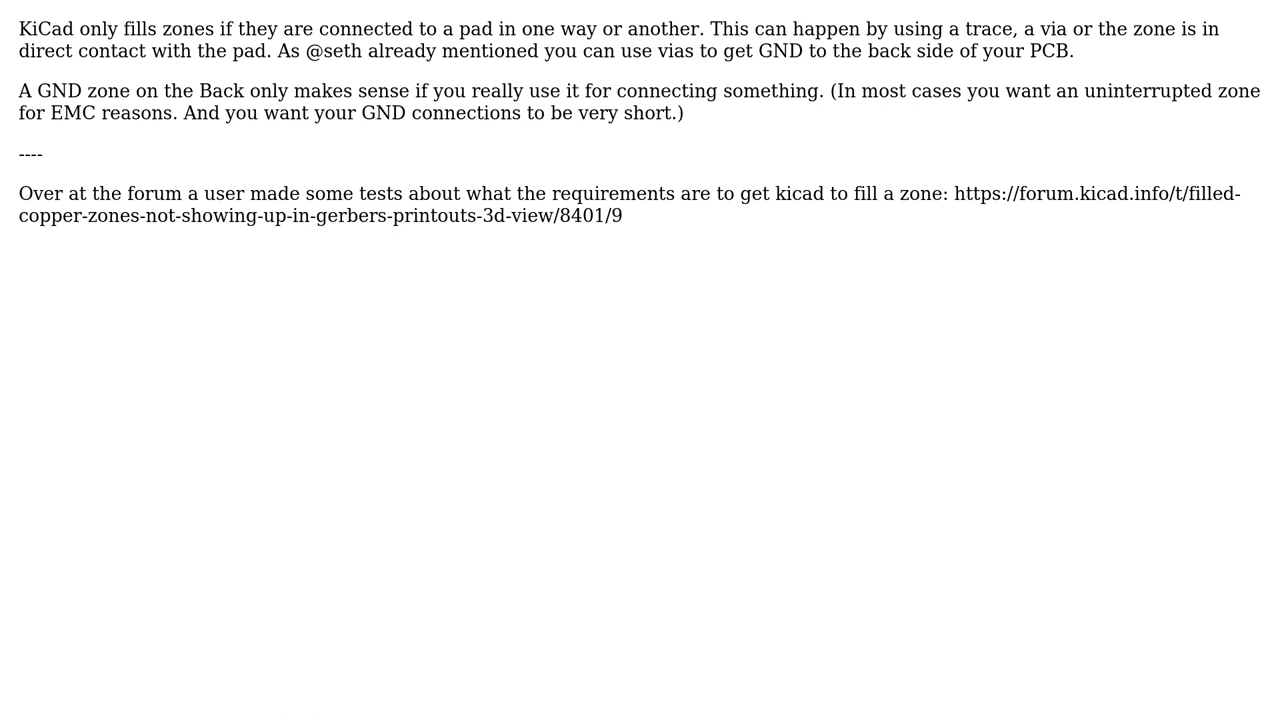 KiCad only fills zones if they are connected to a pad in one way or another. This can happen by using a trace, a via or the zone is in
direct contact with the pad. As @seth already mentioned you can use vias to get GND to the back side of your PCB.
A GND zone on the Back only makes sense if you really use it for connecting something. (In most cases you want an uninterrupted zone
for EMC reasons. And you want your GND connections to be very short.)
----
Over at the forum a user made some tests about what the requirements are to get kicad to fill a zone: https://forum.kicad.info/t/filled-
copper-zones-not-showing-up-in-gerbers-printouts-3d-view/8401/9